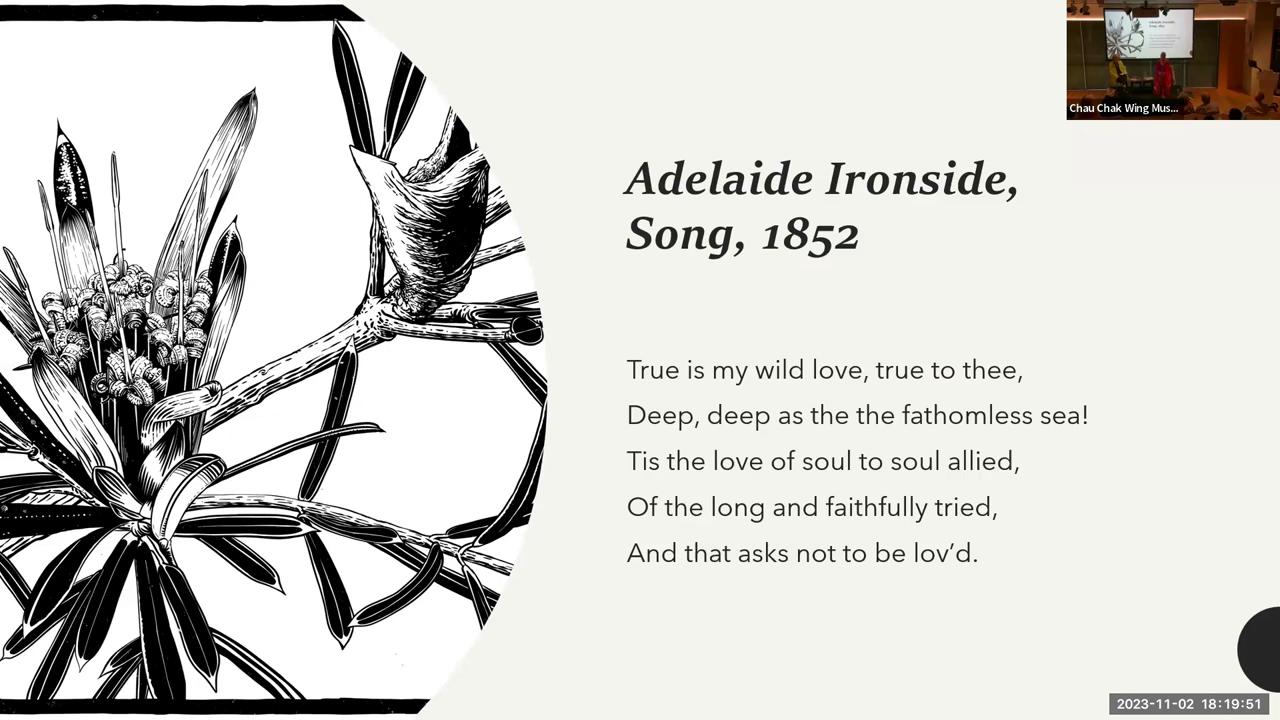 Chau Chak Wing Mus...
Adelaide Ironside,
Song, 1852
True is my wild love, true to thee,
Deep, deep as the the fathomless sea!
Tis the love of soul to soul allied,
Of the long and faithfully tried,
And that asks not to be lov’d.
2023-11-02 18:19:51